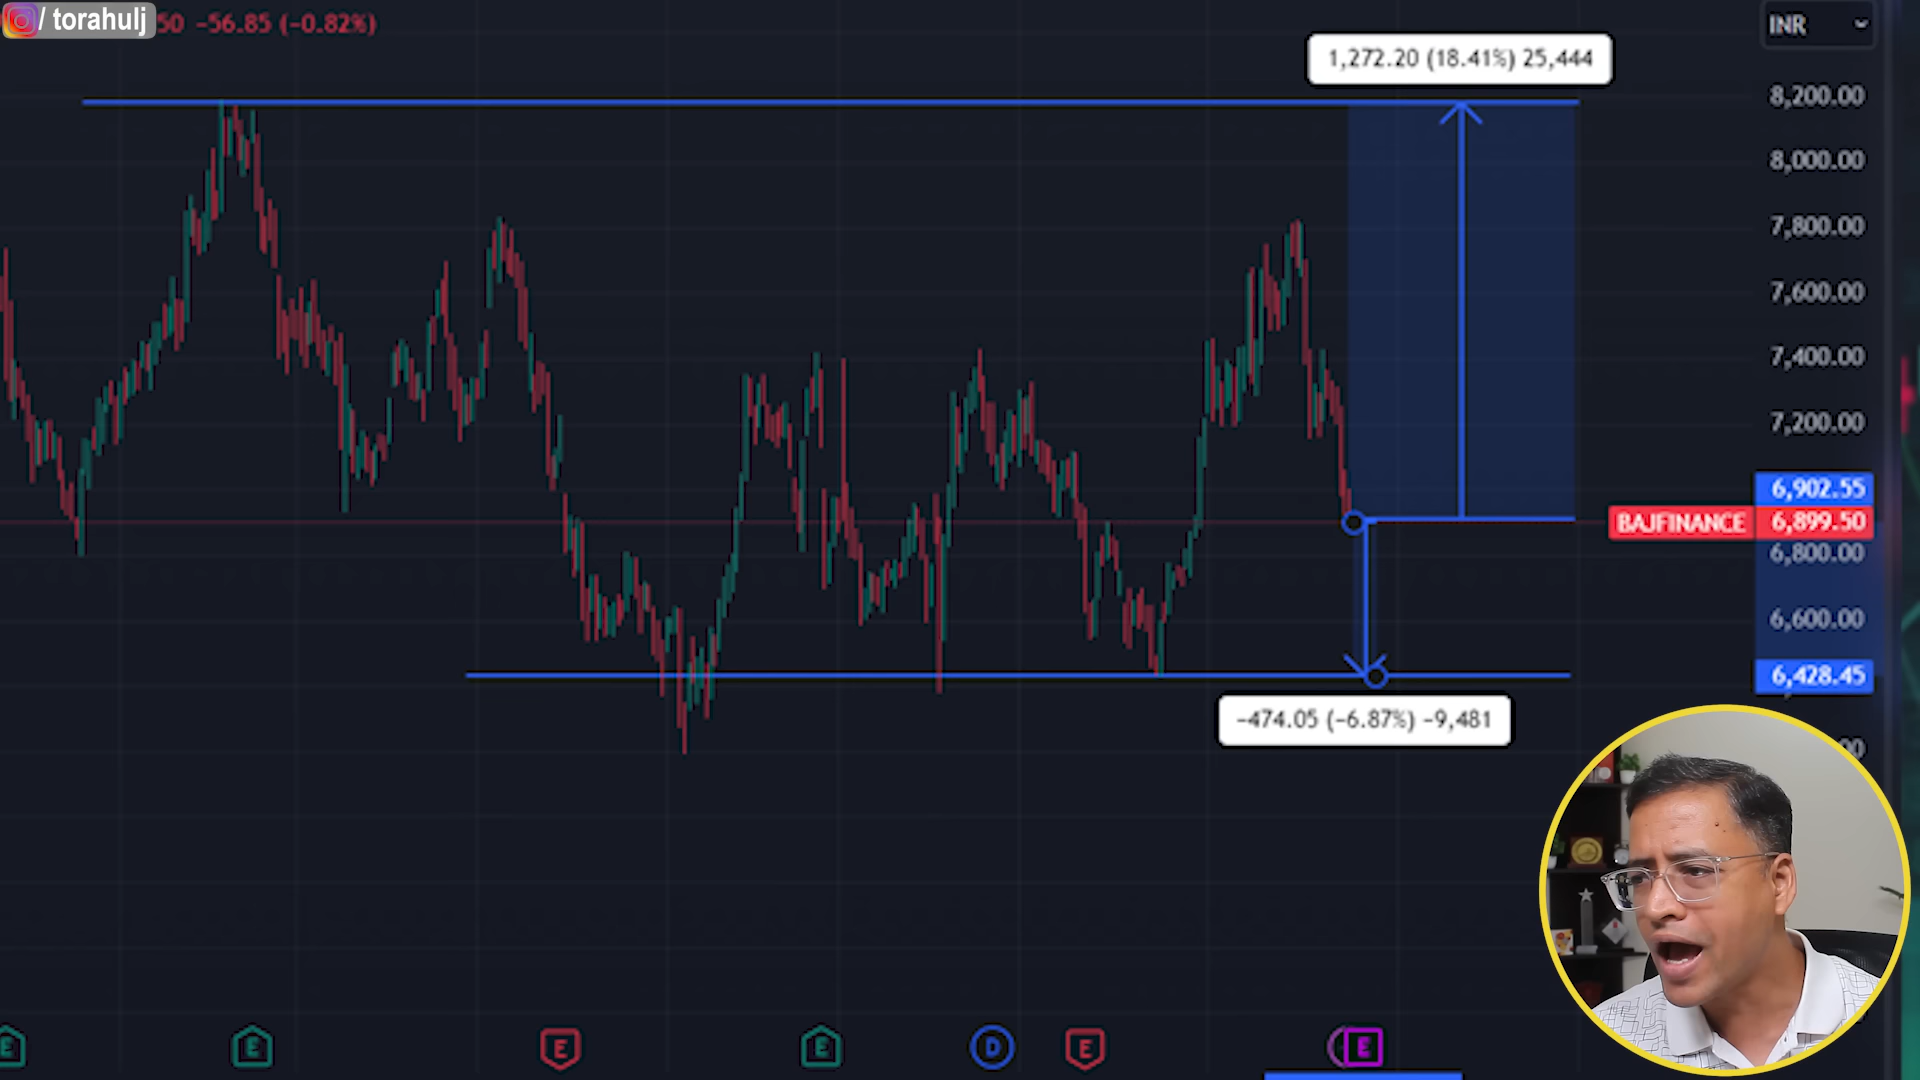 / torahulj 50 −56.85 (−0.82%)
INR
1,272.20 (18.41%) 25,444
8,200.00
8,000.00
7,800.00
7,600.00
7,400.00
7,200.00
6,902.55
BAJFINANCE 6,899.50
6,800.00
6,600.00
6,428.45
−474.05 (−6.87%) −9,481
00
E E E E D E E